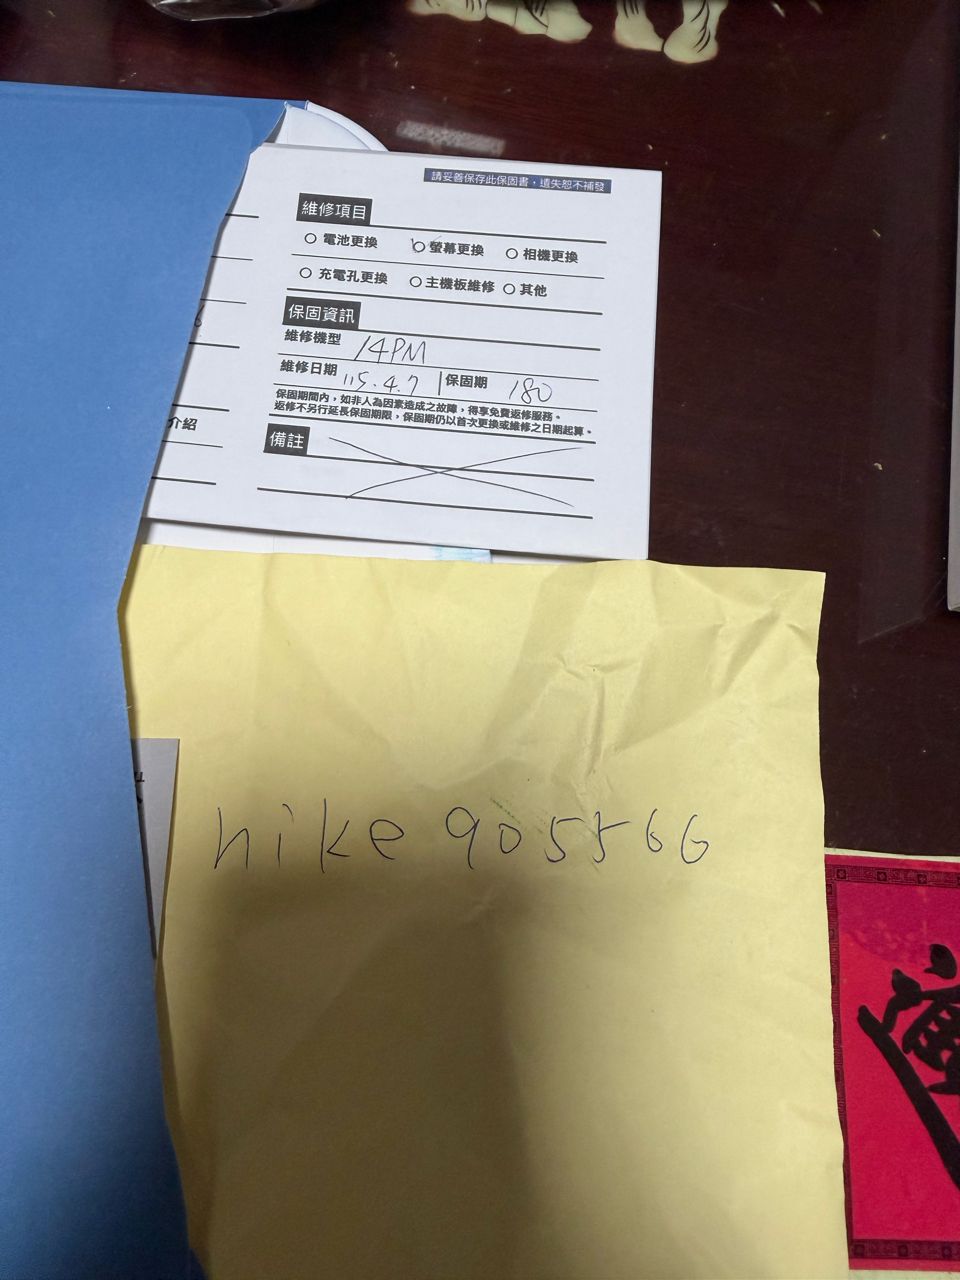 請妥善保存此保固書，遺失恕不補發
維修項目
電池更換 螢幕更換 相機更換
充電孔更換 主機板維修 其他
保固資訊
維修機型 14PM
維修日期 115.4.7 保固期 180
保固期間內，如非人為因素造成之故障，得享免費返修服務。
返修不另行延長保固期限，保固期仍以首次更換或維修之日期起算。
備註
介紹
nike 905566